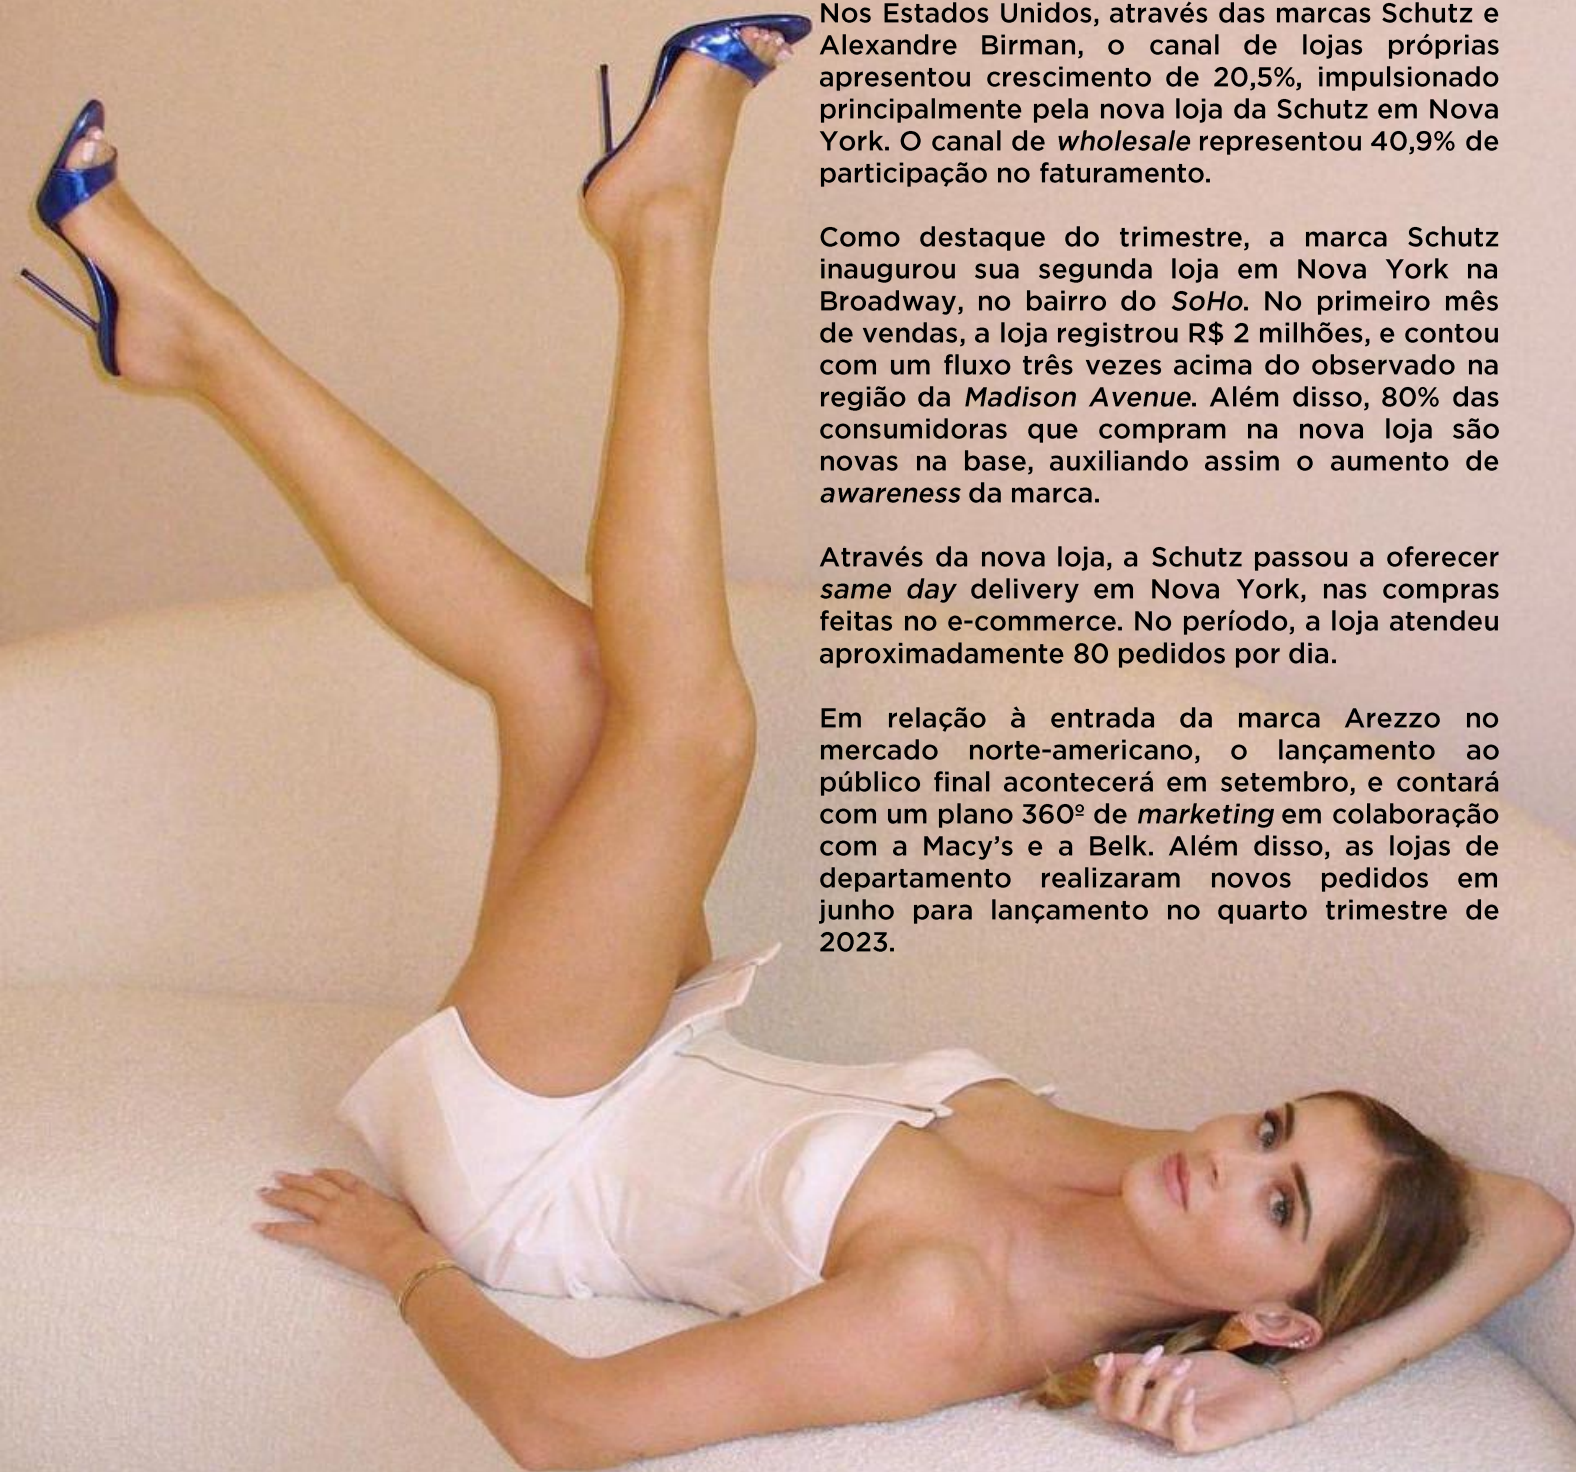 Nos Estados Unidos, através das marcas Schutz e
Alexandre Birman, o canal de lojas próprias
apresentou crescimento de 20,5%, impulsionado
principalmente pela nova loja da Schutz em Nova
York. O canal de wholesale representou 40,9% de
participação no faturamento.
Como destaque do trimestre, a marca Schutz
inaugurou sua segunda loja em Nova York na
Broadway, no bairro do SoHo. No primeiro mês
de vendas, a loja registrou R$ 2 milhões, e contou
com um fluxo três vezes acima do observado na
região da Madison Avenue. Além disso, 80% das
consumidoras que compram na nova loja são
novas na base, auxiliando assim o aumento de
awareness da marca.
Através da nova loja, a Schutz passou a oferecer
same day delivery em Nova York, nas compras
feitas no e-commerce. No período, a loja atendeu
aproximadamente 80 pedidos por dia.
Em relação à entrada da marca Arezzo no
mercado norte-americano, o lançamento ao
público final acontecerá em setembro, e contará
com um plano 360º de marketing em colaboração
com a Macy’s e a Belk. Além disso, as lojas de
departamento realizaram novos pedidos em
junho para lançamento no quarto trimestre de
2023.